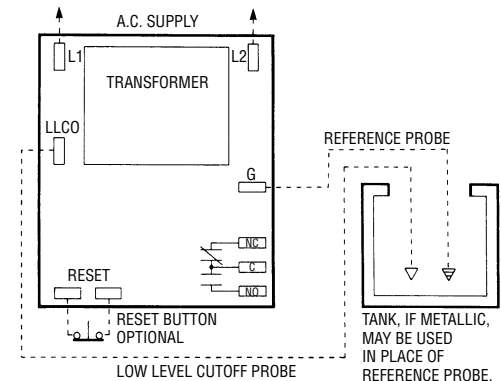 A.C. SUPPLY
L1
L2
TRANSFORMER
LLCO
REFERENCE PROBE
G
NC
C
NO
RESET
RESET BUTTON
OPTIONAL
TANK, IF METALLIC,
MAY BE USED
IN PLACE OF
REFERENCE PROBE.
LOW LEVEL CUTOFF PROBE